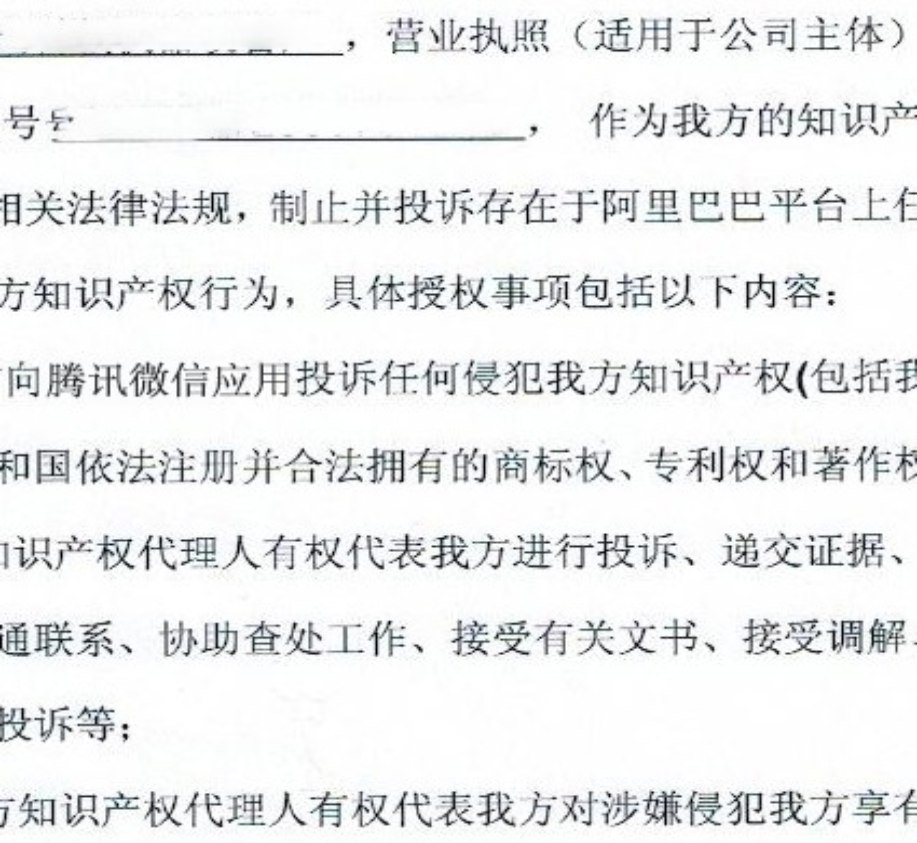 ，营业执照（适用于公司主体）
号 ， 作为我方的知识产
相关法律法规，制止并投诉存在于阿里巴巴平台上任
方知识产权行为，具体授权事项包括以下内容：
向腾讯微信应用投诉任何侵犯我方知识产权(包括我
和国依法注册并合法拥有的商标权、专利权和著作权
知识产权代理人有权代表我方进行投诉、递交证据、
通联系、协助查处工作、接受有关文书、接受调解、
投诉等；
方知识产权代理人有权代表我方对涉嫌侵犯我方享有